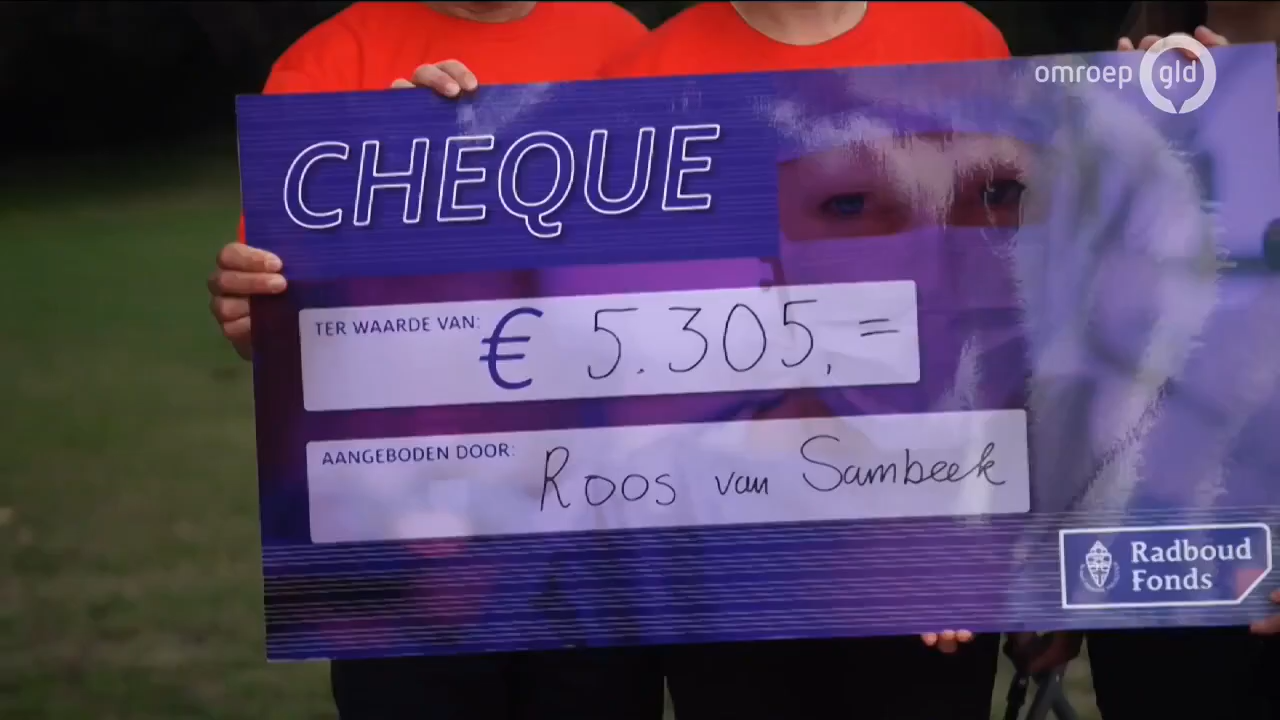 omroep gld
CHEQUE
TER WAARDE VAN: € 5.305,=
AANGEBODEN DOOR: Roos van Sambeek
Radboud
Fonds